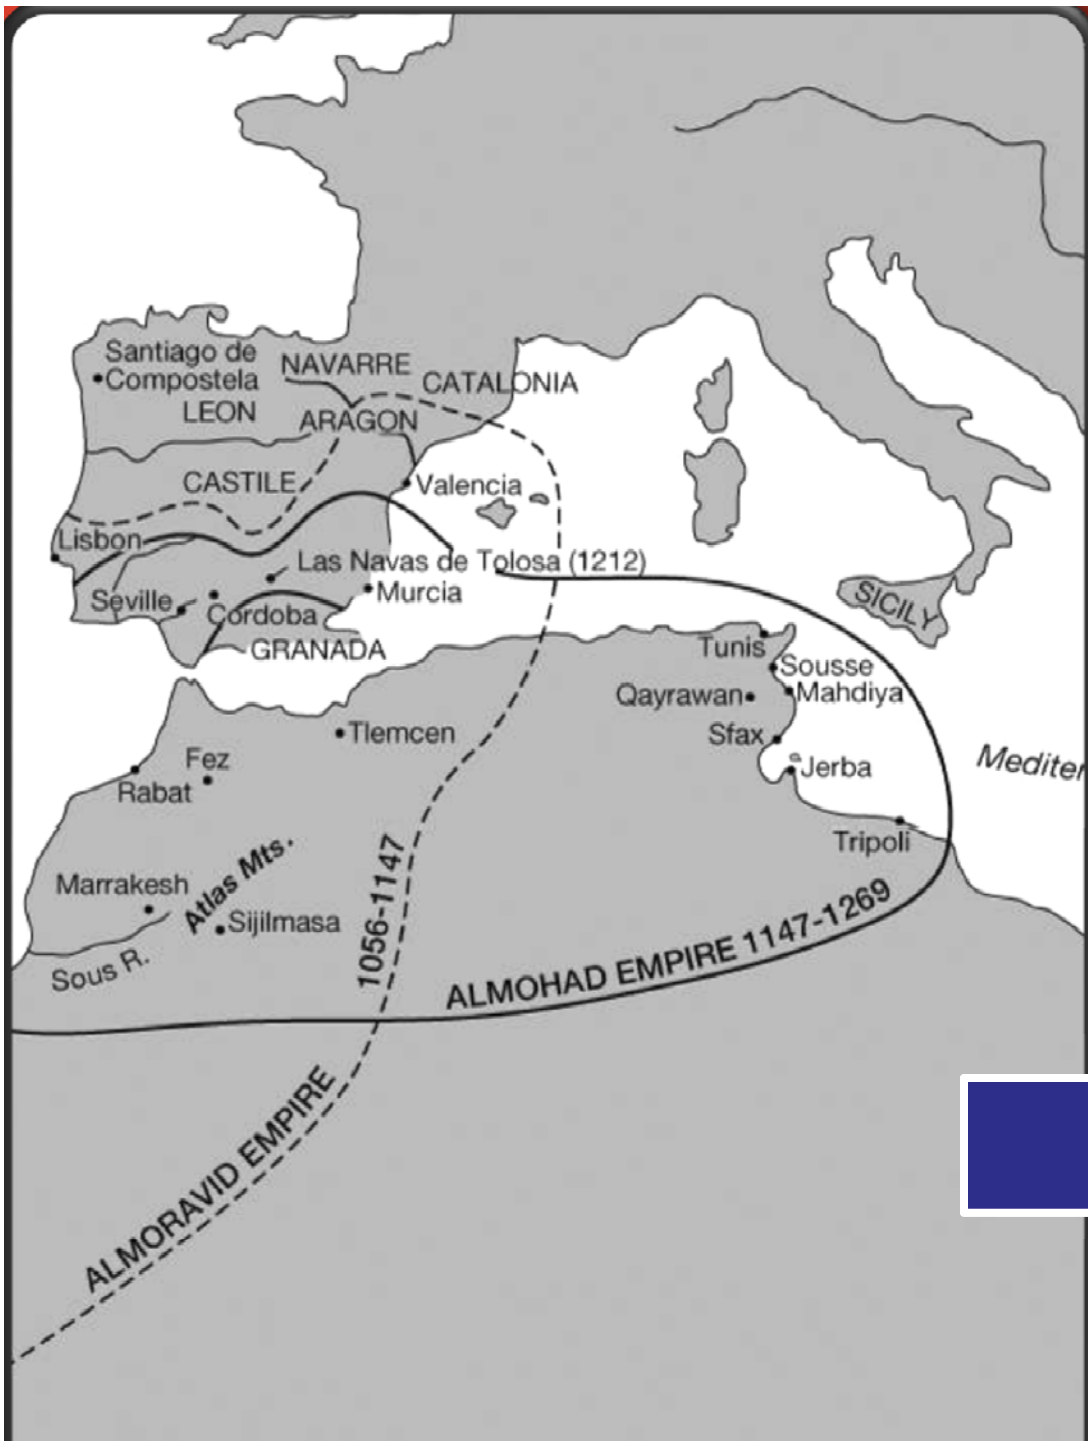 Santiago de
Compostela
NAVARRE
CATALONIA
LEON
ARAGON
CASTILE
Valencia
Lisbon
Las Navas de Tolosa (1212)
Seville
Cordoba
Murcia
GRANADA
SICILY
Tunis
Sousse
Qayrawan
Mahdiya
Sfax
Jerba
Mediter
Tlemcen
Fez
Rabat
Tripoli
Marrakesh
Atlas Mts.
Sijilmasa
Sous R.
1056-1147
ALMOHAD EMPIRE 1147-1269
ALMORAVID EMPIRE